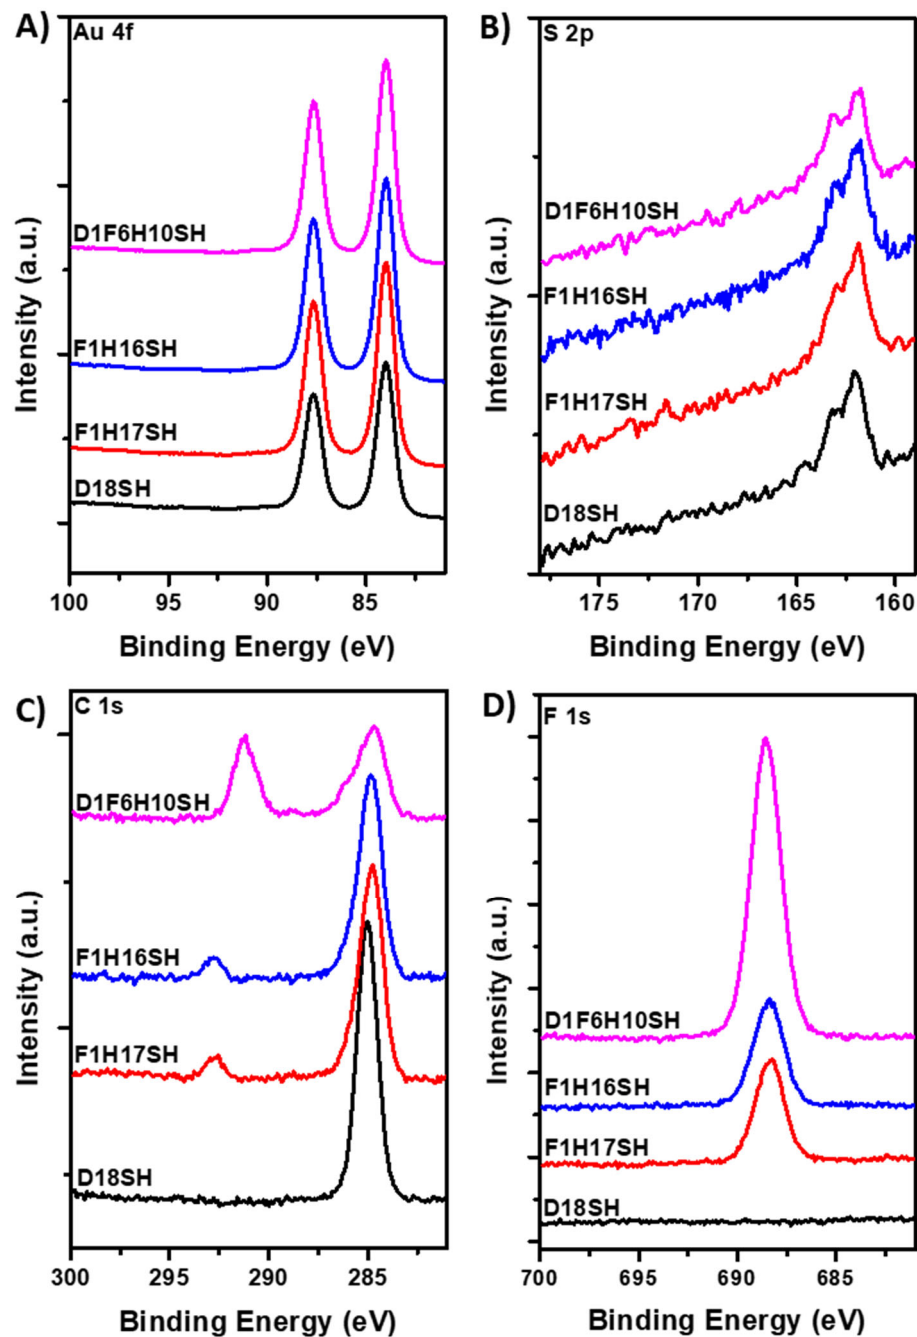 A)
Au 4f
D1F6H10SH
F1H16SH
F1H17SH
D18SH
Intensity (a.u.)
100 95 90 85
Binding Energy (eV)
B)
S 2p
D1F6H10SH
F1H16SH
F1H17SH
D18SH
Intensity (a.u.)
175 170 165 160
Binding Energy (eV)
C)
C 1s
D1F6H10SH
F1H16SH
F1H17SH
D18SH
Intensity (a.u.)
300 295 290 285
Binding Energy (eV)
D)
F 1s
D1F6H10SH
F1H16SH
F1H17SH
D18SH
Intensity (a.u.)
700 695 690 685
Binding Energy (eV)